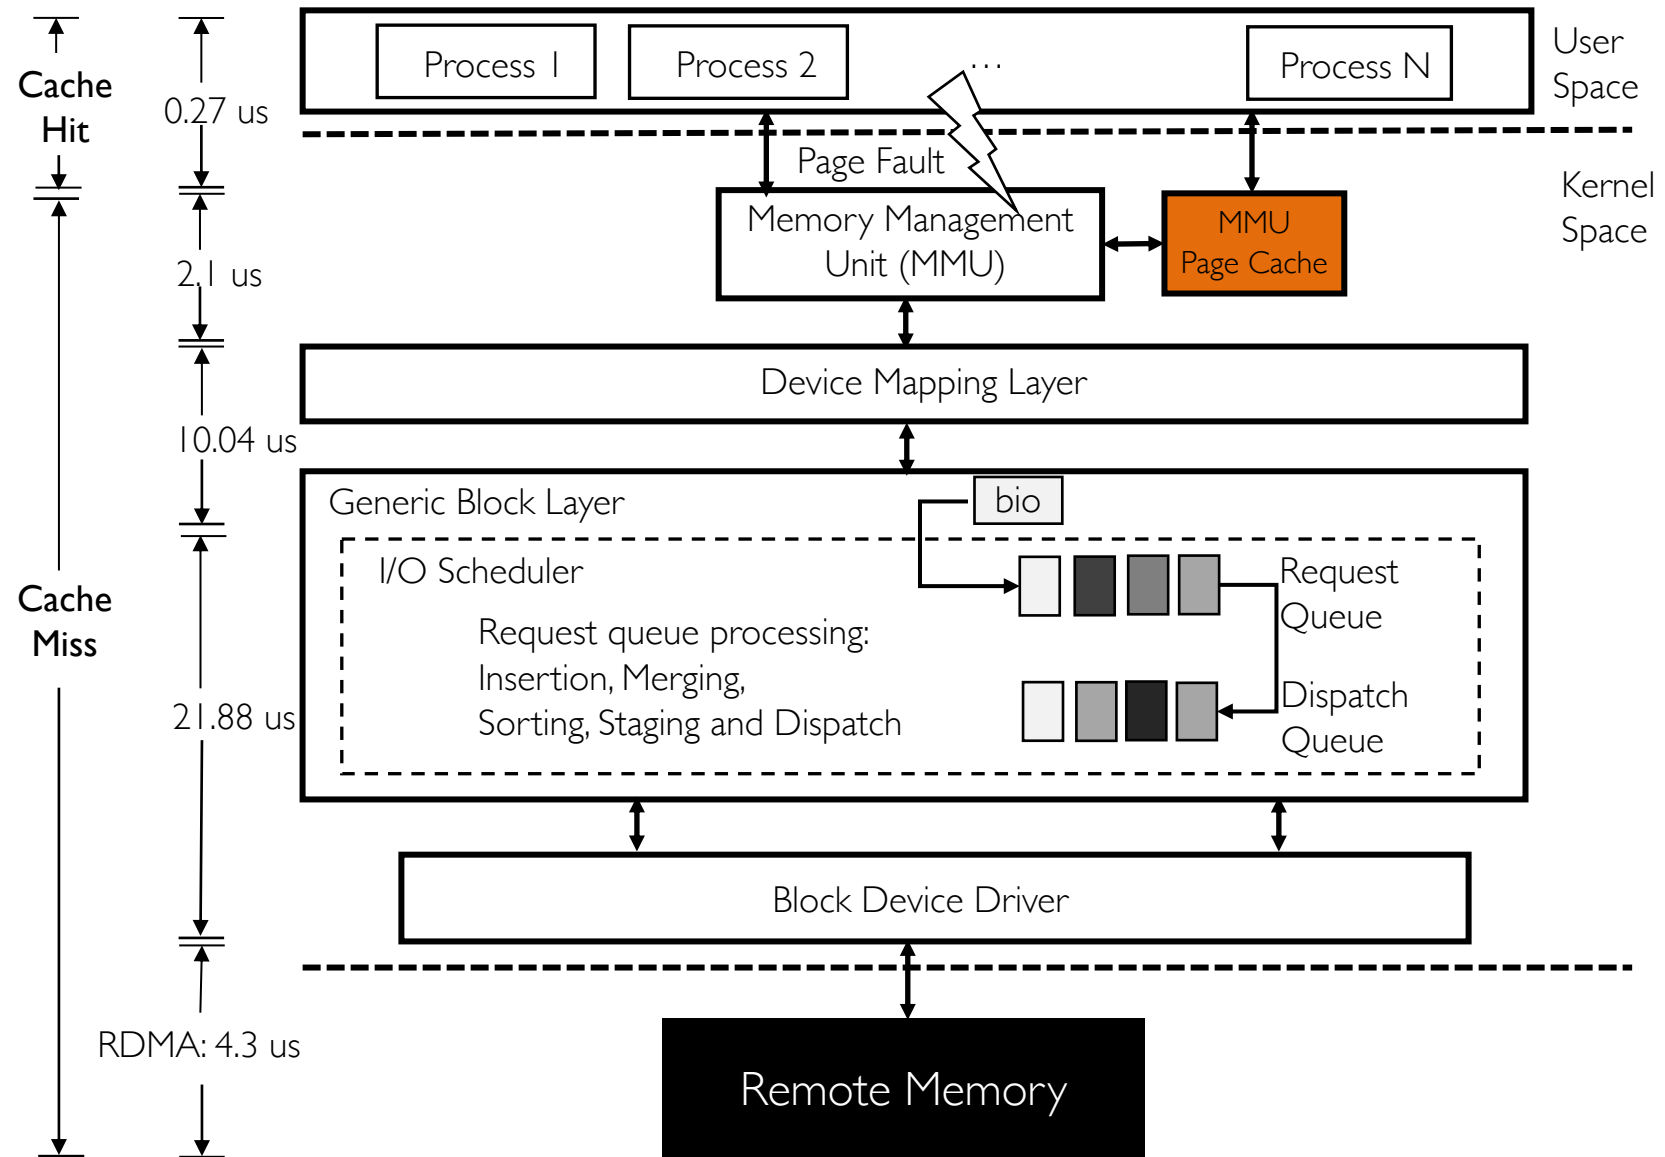 Process 1
Process 2
...
Process N
User
Space
Cache
Hit
0.27 us
Page Fault
Kernel
Space
Memory Management
Unit (MMU)
MMU
Page Cache
2.1 us
Device Mapping Layer
10.04 us
Generic Block Layer
bio
I/O Scheduler
Request
Queue
Cache
Miss
Request queue processing:
Insertion, Merging,
Sorting, Staging and Dispatch
21.88 us
Dispatch
Queue
Block Device Driver
RDMA: 4.3 us
Remote Memory